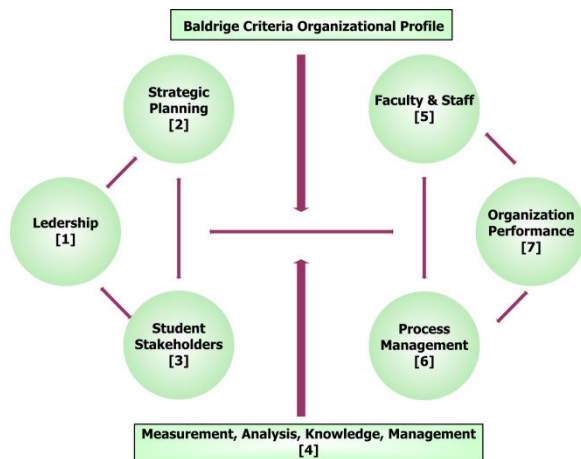 Baldrige Criteria Organizational Profile
Strategic
Planning
[2]
Faculty & Staff
[5]
Ledership
[1]
Organization
Performance
[7]
Student
Stakeholders
[3]
Process
Management
[6]
Measurement, Analysis, Knowledge, Management
[4]